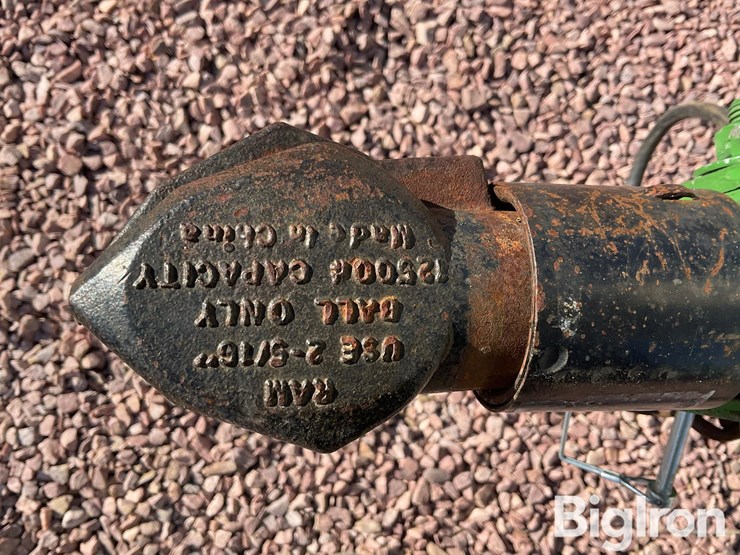 RAM
USE 2-5/16"
BALL ONLY
12500# CAPACITY
Made In China
BigIron